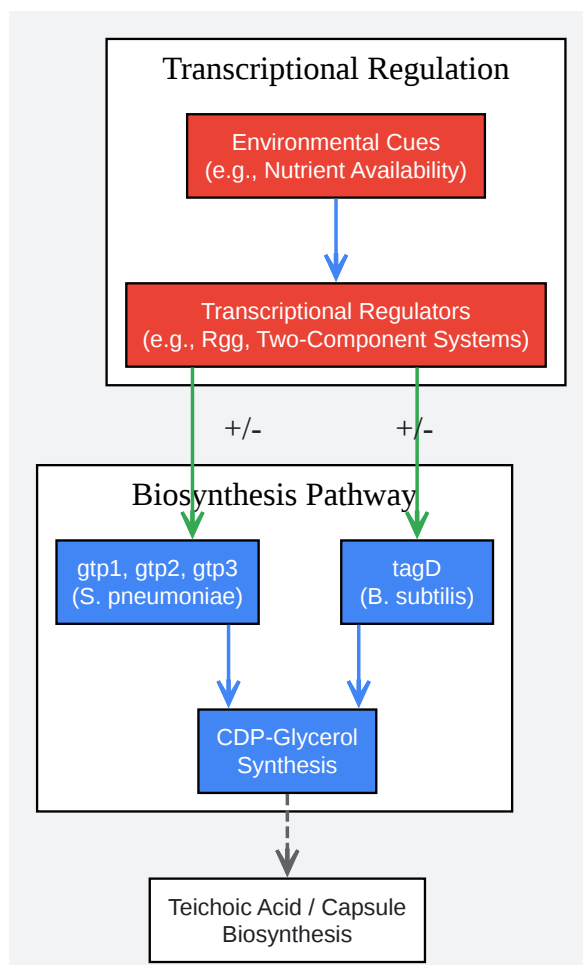 Transcriptional Regulation
Environmental Cues
(e.g., Nutrient Availability)
Transcriptional Regulators
(e.g., Rgg, Two-Component Systems)
+/-
+/-
Biosynthesis Pathway
gtp1, gtp2, gtp3
(S. pneumoniae)
tagD
(B. subtilis)
CDP-Glycerol
Synthesis
Teichoic Acid / Capsule
Biosynthesis